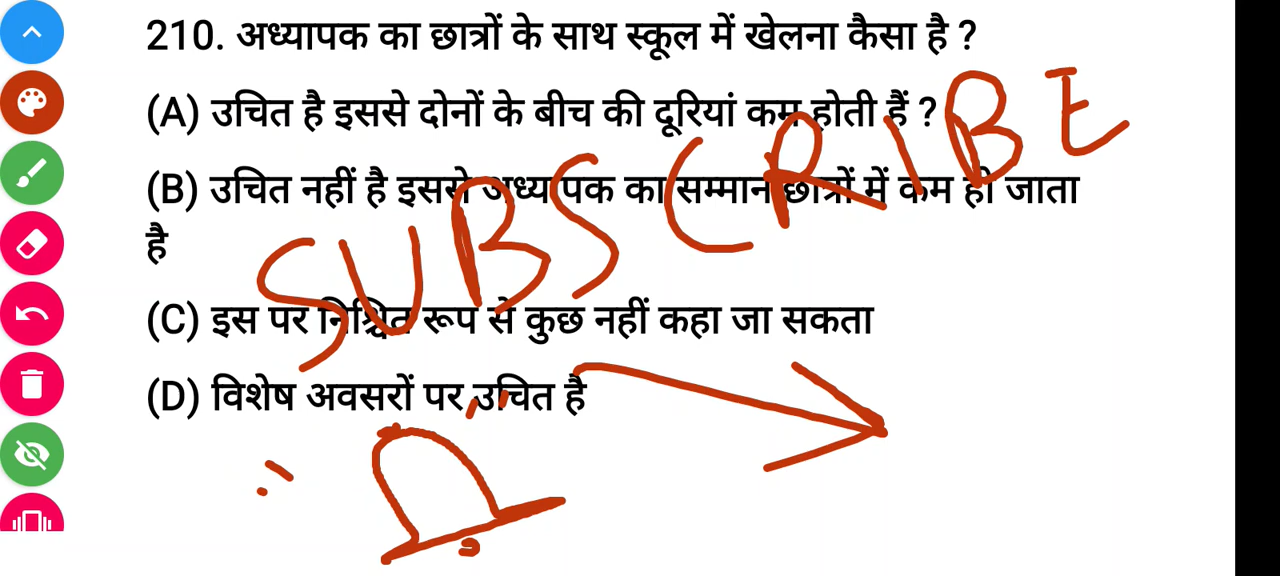 210. अध्यापक का छात्रों के साथ स्कूल में खेलना कैसा है ?
(A) उचित है इससे दोनों के बीच की दूरियां कम होती हैं ?
(B) उचित नहीं है इससे अध्यापक का सम्मान छात्रों में कम हो जाता
है
(C) इस पर निश्चित रूप से कुछ नहीं कहा जा सकता
(D) विशेष अवसरों पर उचित है
SUBSCRIBE